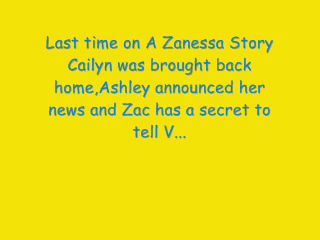 Last time on A Zanessa Story
Cailyn was brought back
home,Ashley announced her
news and Zac has a secret to
tell V...